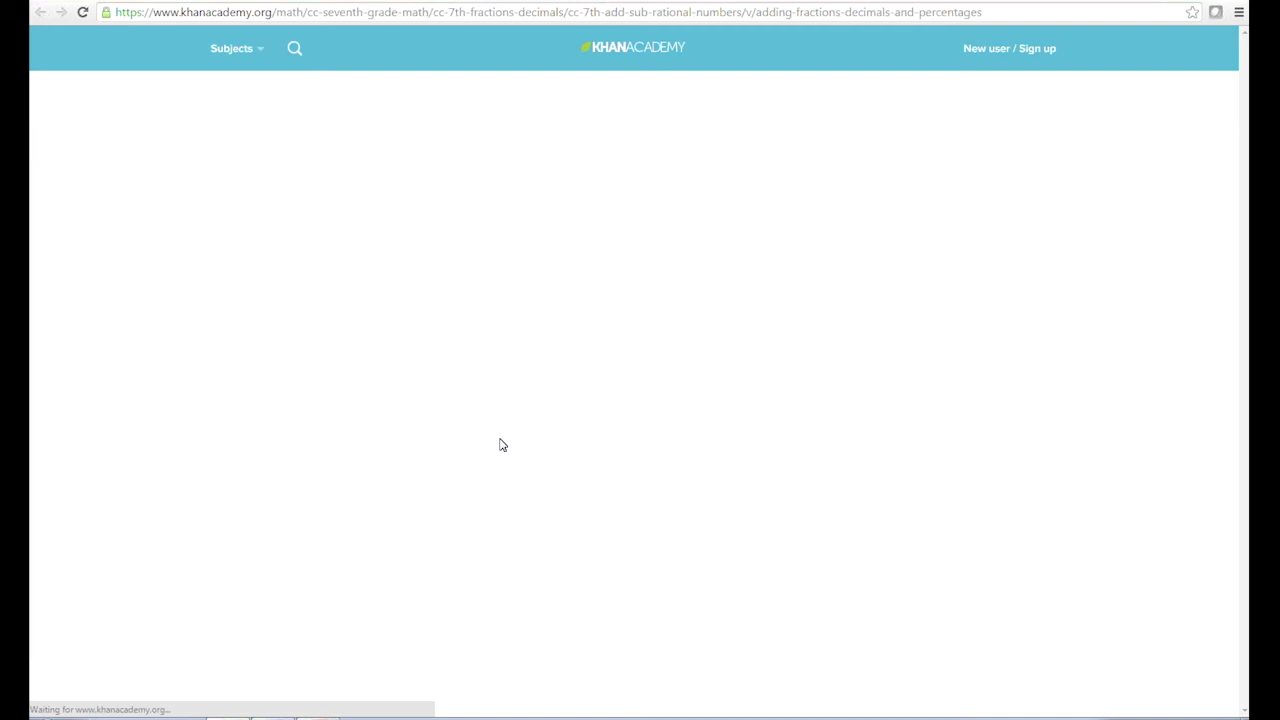 https://www.khanacademy.org/math/cc-seventh-grade-math/cc-7th-fractions-decimals/cc-7th-add-sub-rational-numbers/v/adding-fractions-decimals-and-percentages
Subjects KHANACADEMY New user / Sign up
Waiting for www.khanacademy.org...